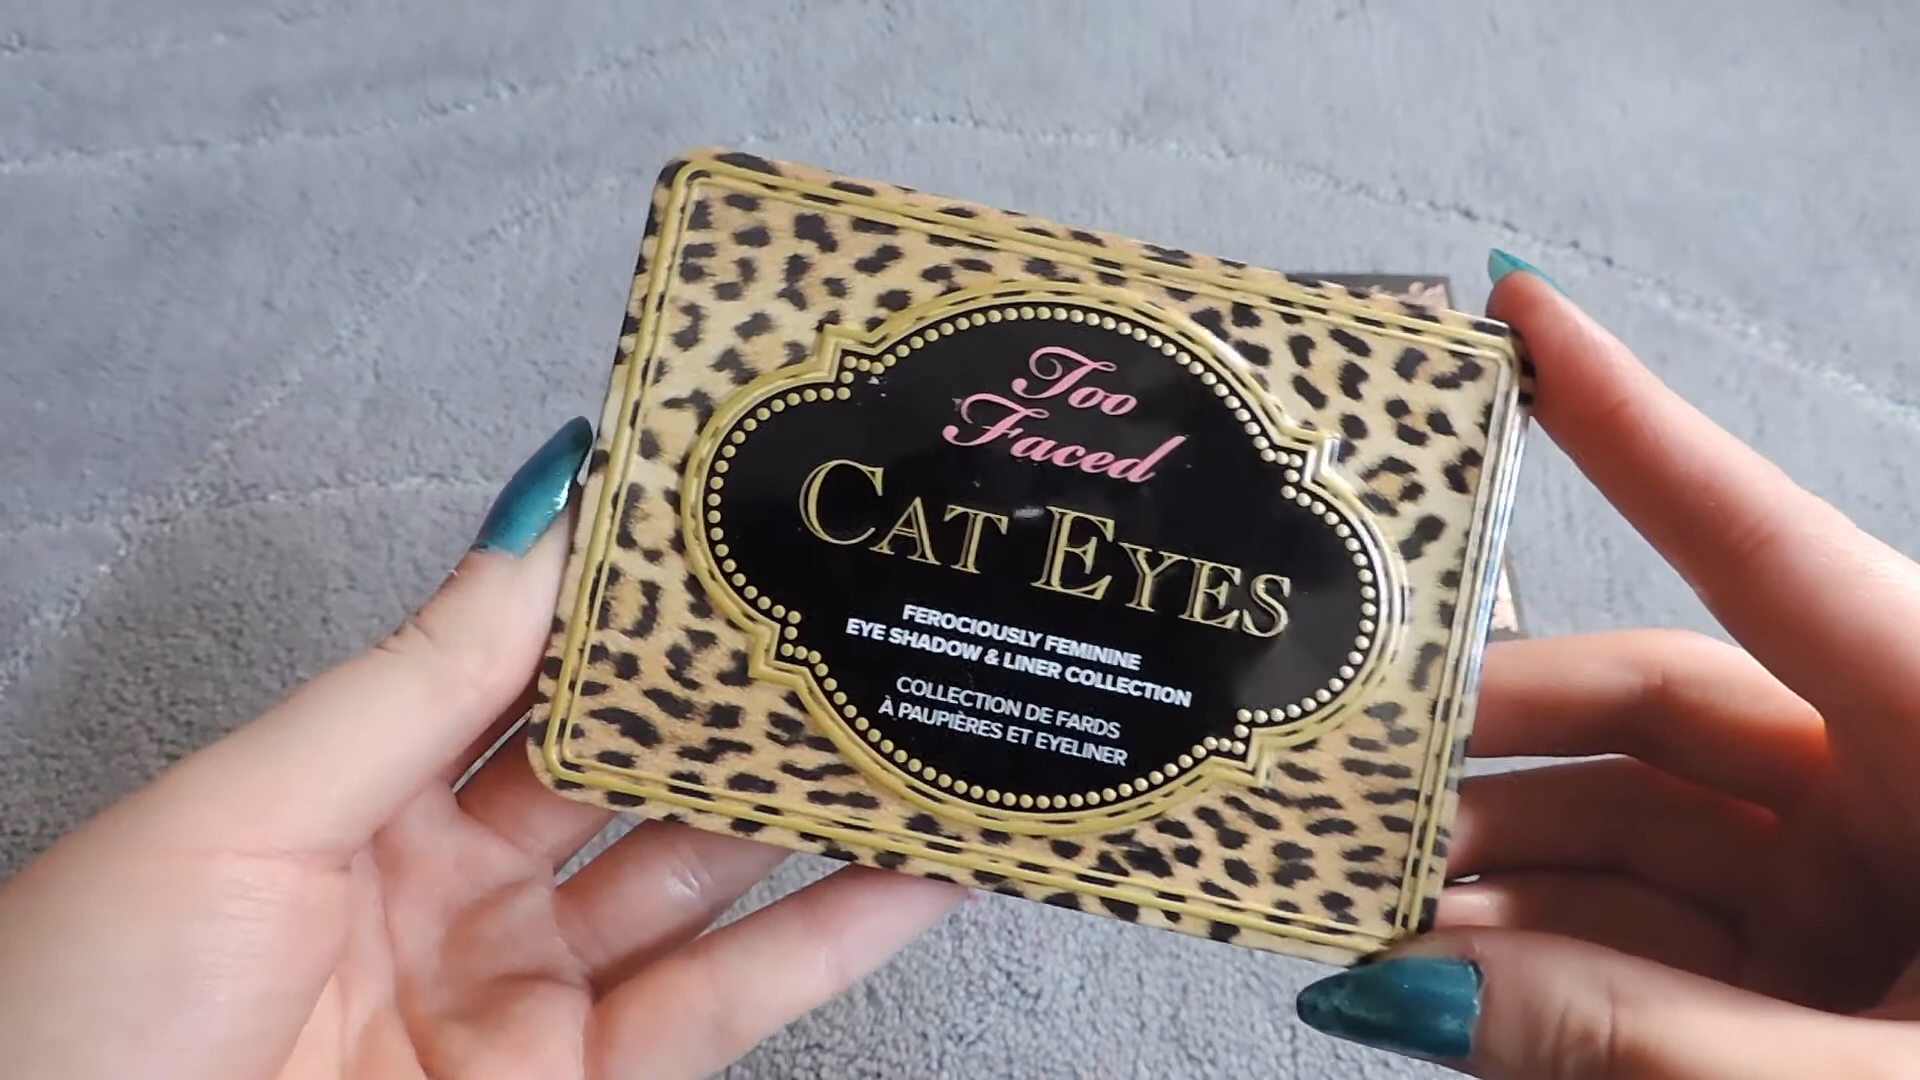 Too
Faced
CAT EYES
FEROCIOUSLY FEMININE
EYE SHADOW & LINER COLLECTION
COLLECTION DE FARDS
À PAUPIÈRES ET EYELINER